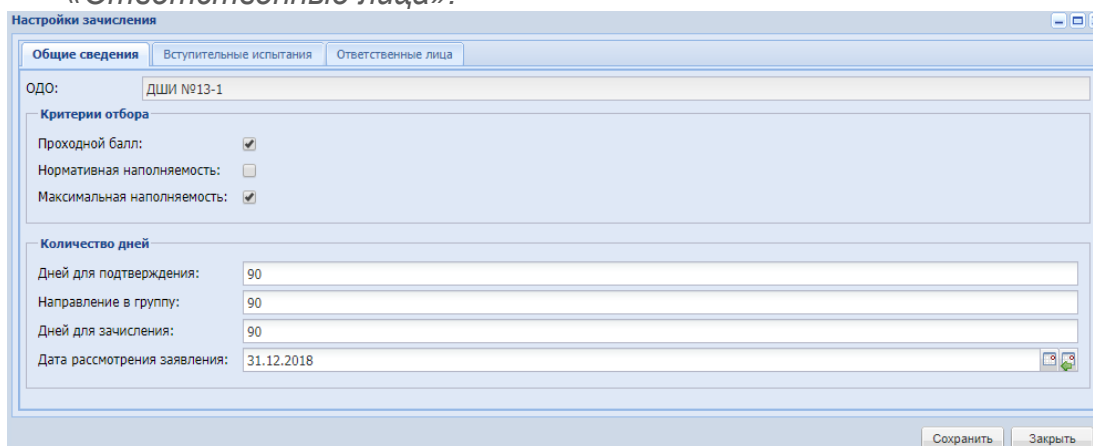 «Ответственные лица».
Настройки зачисления
Общие сведения Вступительные испытания Ответственные лица
ОДО: ДШИ №13-1
Критерии отбора
Проходной балл:
Нормативная наполняемость:
Максимальная наполняемость:
Количество дней
Дней для подтверждения: 90
Направление в группу: 90
Дней для зачисления: 90
Дата рассмотрения заявления: 31.12.2018
Сохранить Закрыть